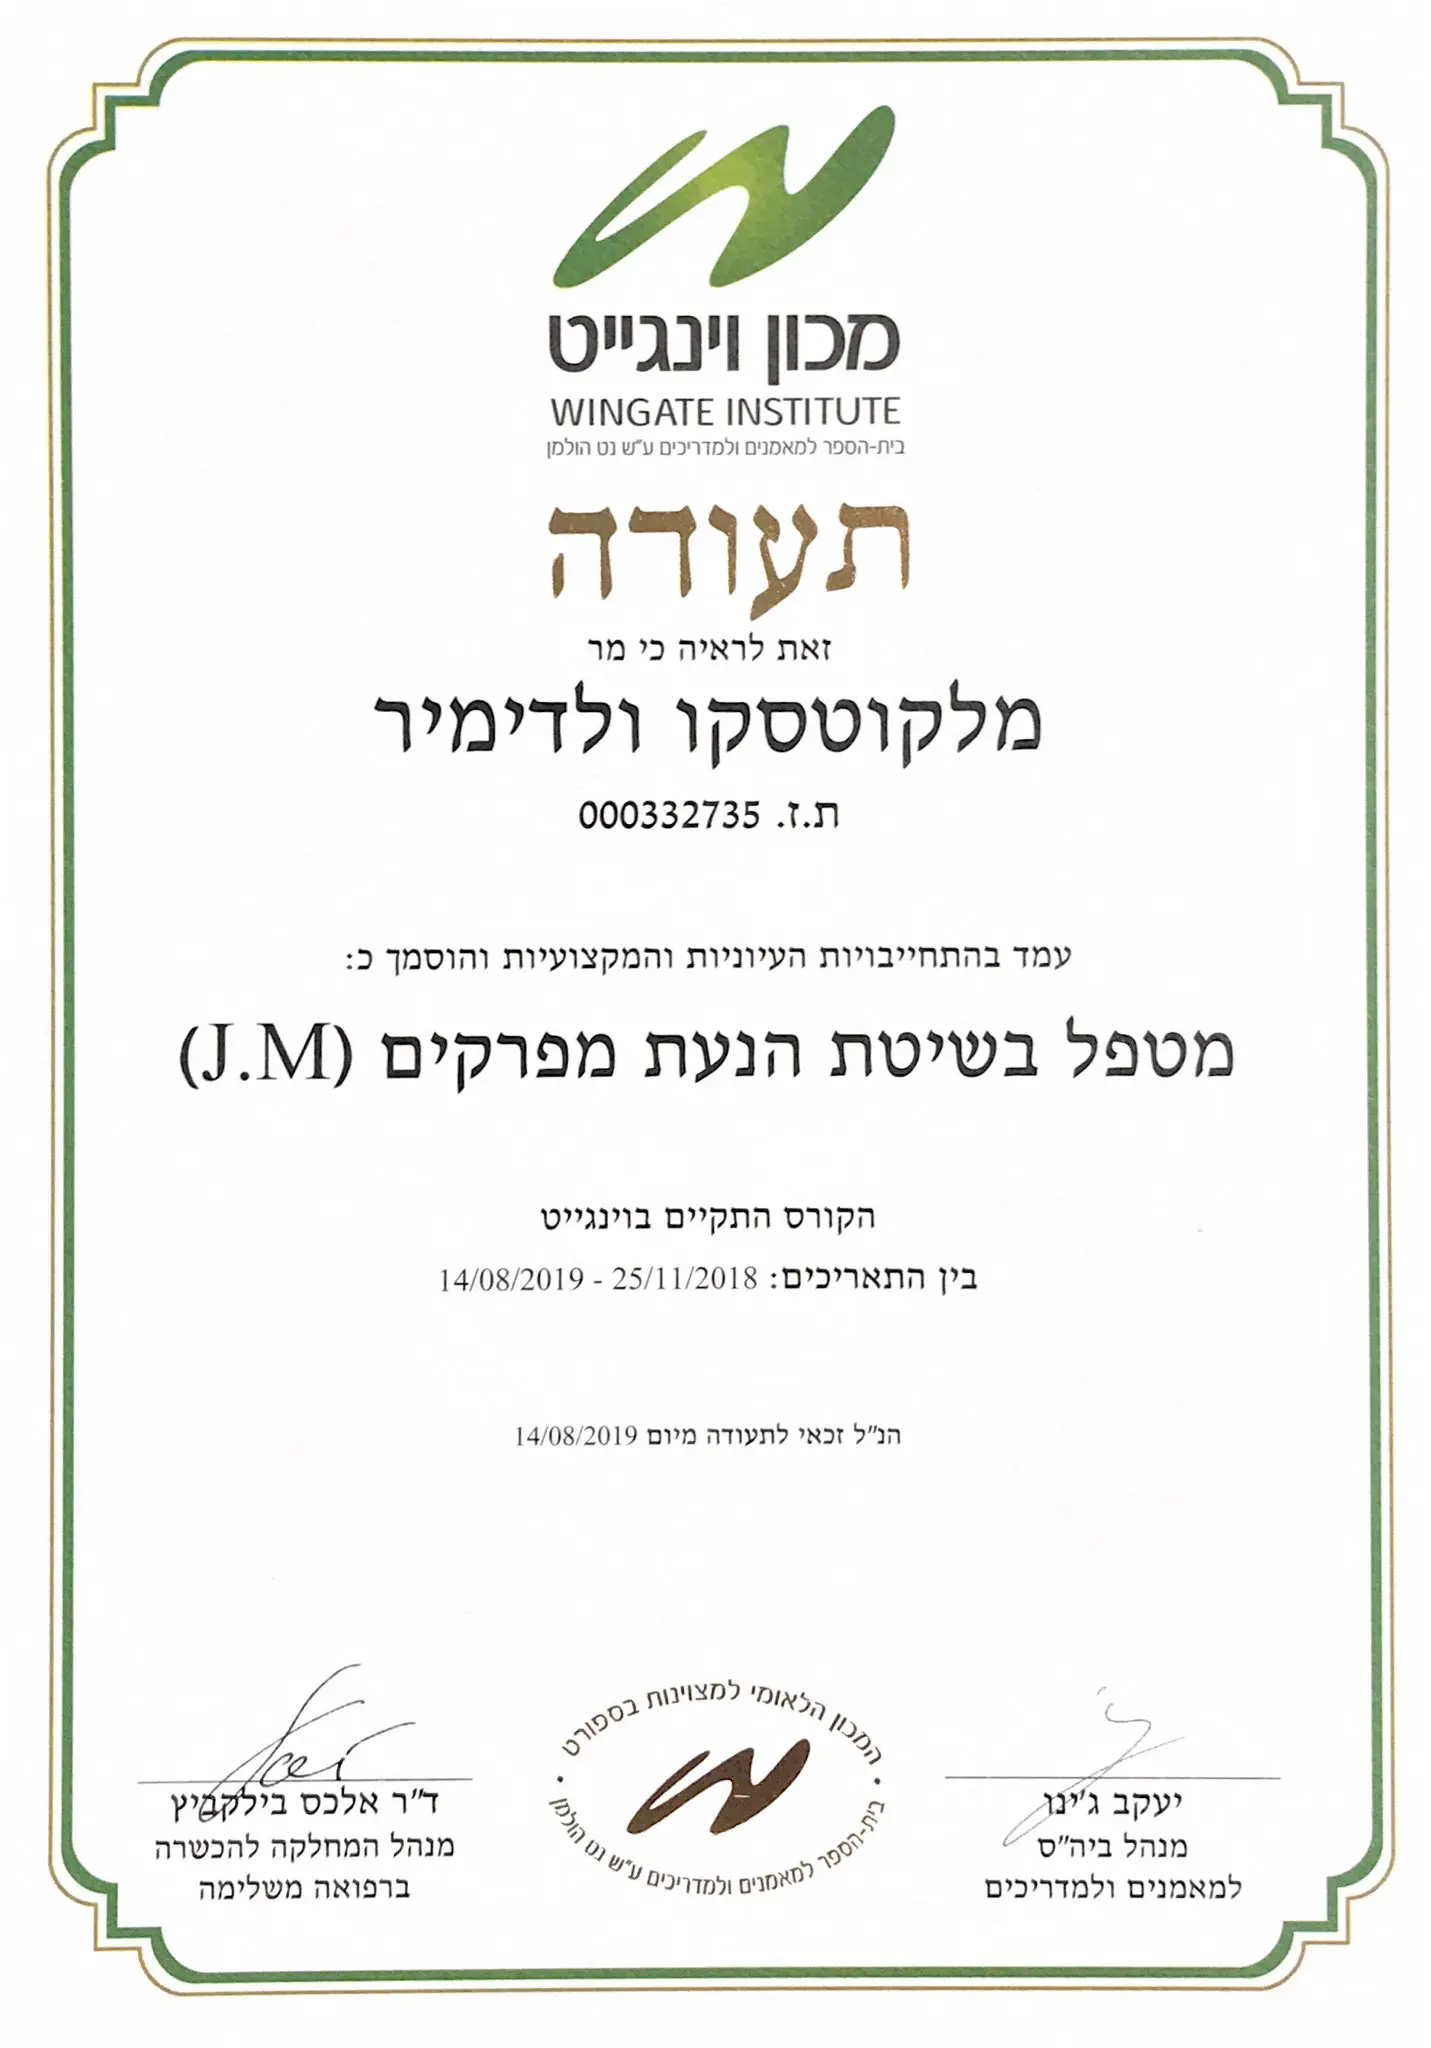 מכון וינגייט
WINGATE INSTITUTE
בית-הספר למאמנים ולמדריכים ע״ש נט הולמן
תעודה
זאת לראיה כי מר
מלקוטסקו ולדימיר
ת.ז. 000332735
עמד בהתחייבויות העיוניות והמקצועיות והוסמך כ:
מטפל בשיטת הנעת מפרקים (J.M)
הקורס התקיים בוינגייט
בין התאריכים: 25/11/2018 - 14/08/2019
הנ״ל זכאי לתעודה מיום 14/08/2019
יעקב ג׳ינו
מנהל ביה״ס
למאמנים ולמדריכים
המכון הלאומי למצוינות בספורט
בית-הספר למאמנים ולמדריכים ע״ש נט הולמן
ד״ר אלכס בילקביץ
מנהל המחלקה להכשרה
ברפואה משלימה